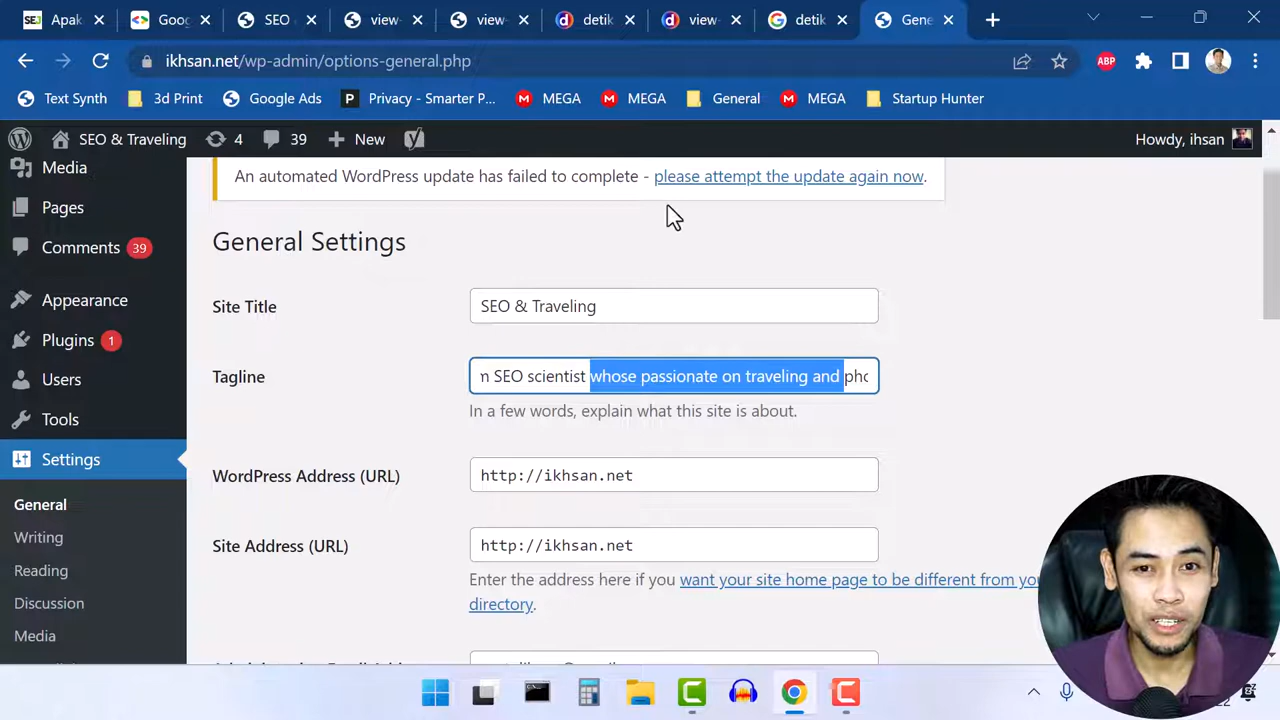 Apak
Goog
SEO
view-
view-
detik
view-
detik
Gene
ikhsan.net/wp-admin/options-general.php
ABP
Text Synth
3d Print
Google Ads
P Privacy - Smarter P...
MEGA
MEGA
General
MEGA
Startup Hunter
SEO & Traveling
4
39
New
Howdy, ihsan
Media
Pages
Comments 39
Appearance
Plugins 1
Users
Tools
Settings
General
Writing
Reading
Discussion
Media
An automated WordPress update has failed to complete - please attempt the update again now.
General Settings
Site Title
SEO & Traveling
Tagline
n SEO scientist whose passionate on traveling and pho
In a few words, explain what this site is about.
WordPress Address (URL)
http://ikhsan.net
Site Address (URL)
http://ikhsan.net
Enter the address here if you want your site home page to be different from you
directory.